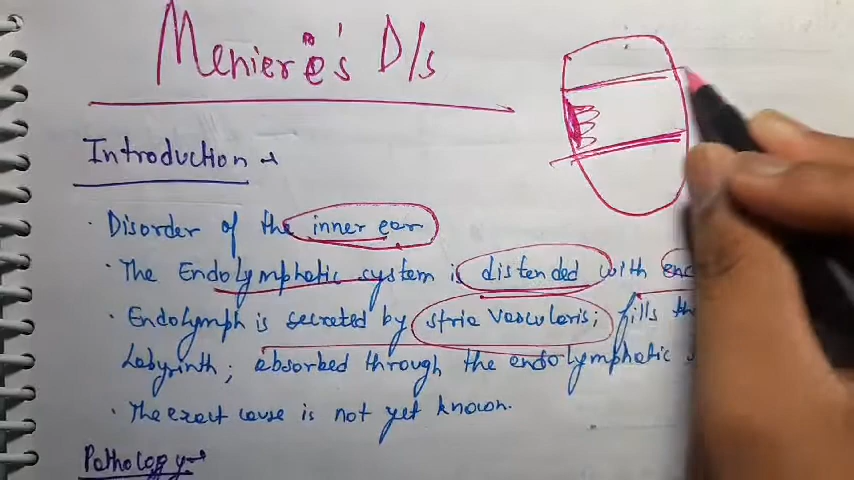 Meniere's D/s
Introduction →
· Disorder of the inner ear
· The Endolymphatic system is distended with
· Endolymph is secreted by stria vascularis; fills the
Labyrinth; absorbed through the endolymphatic
· The exact cause is not yet known.
Pathology →